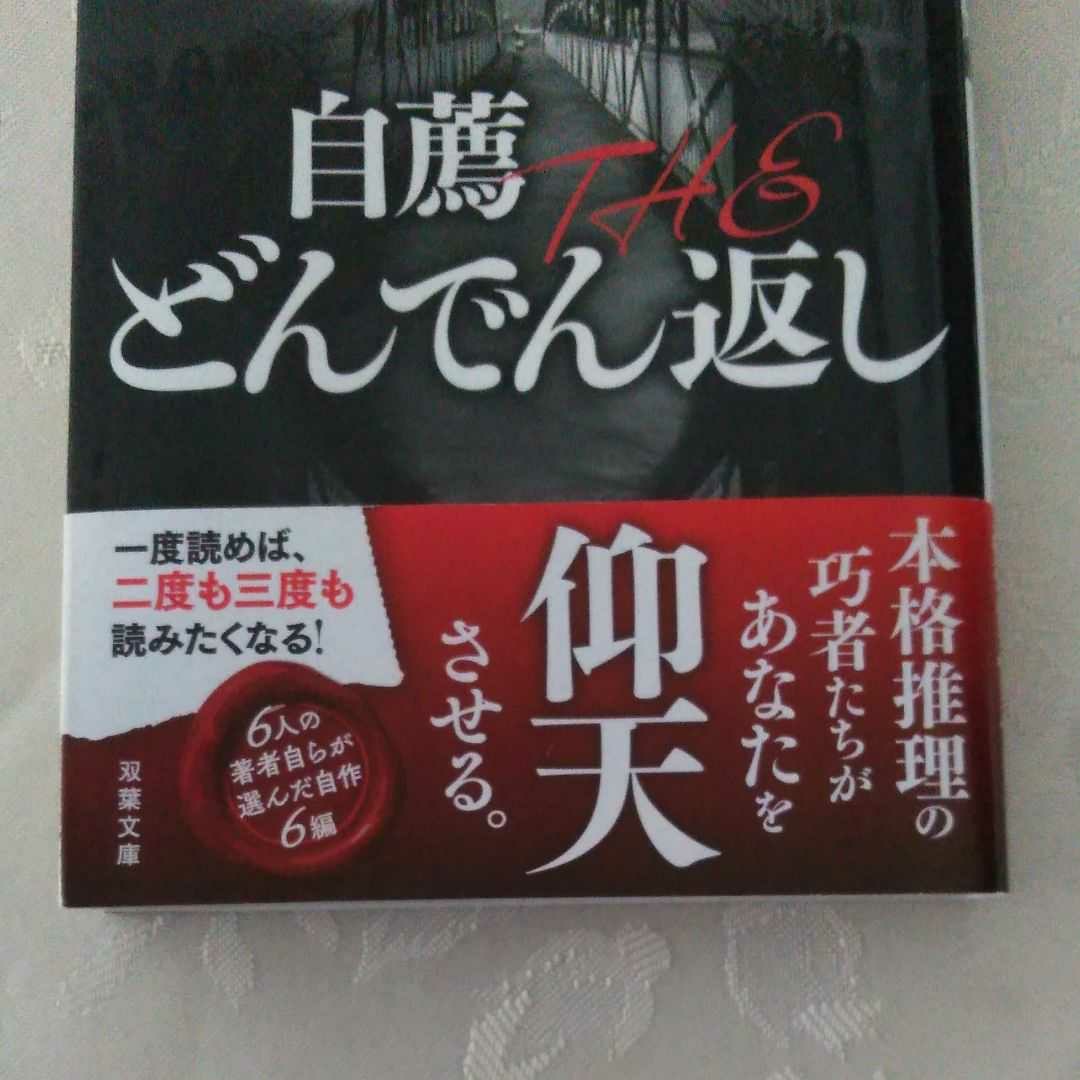 自薦
THE
どんでん返し
本格推理の
巧者たちが
あなたを
仰天
させる。
一度読めば、
二度も三度も
読みたくなる!
6人の
著者自らが
選んだ自作
6編
双葉文庫